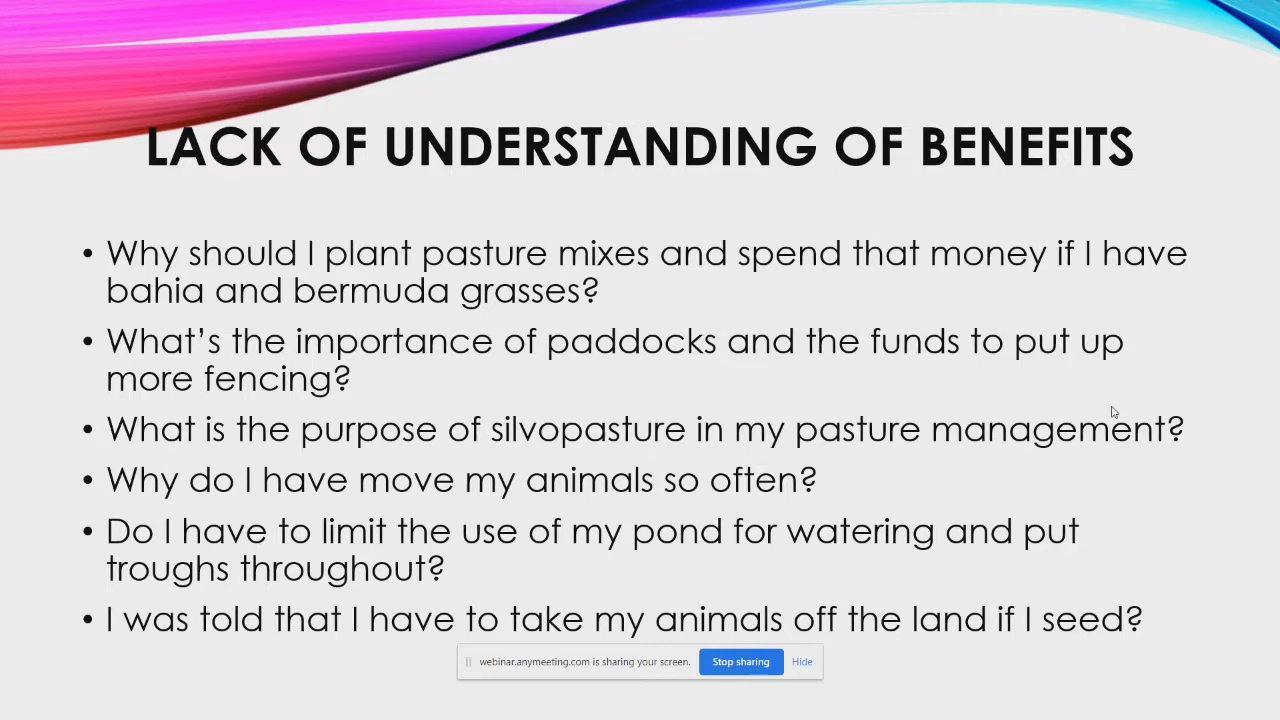 LACK OF UNDERSTANDING OF BENEFITS
• Why should I plant pasture mixes and spend that money if I have
bahia and bermuda grasses?
• What's the importance of paddocks and the funds to put up
more fencing?
• What is the purpose of silvopasture in my pasture management?
• Why do I have move my animals so often?
• Do I have to limit the use of my pond for watering and put
troughs throughout?
• I was told that I have to take my animals off the land if I seed?
webinar.anymeeting.com is sharing your screen. Stop sharing Hide